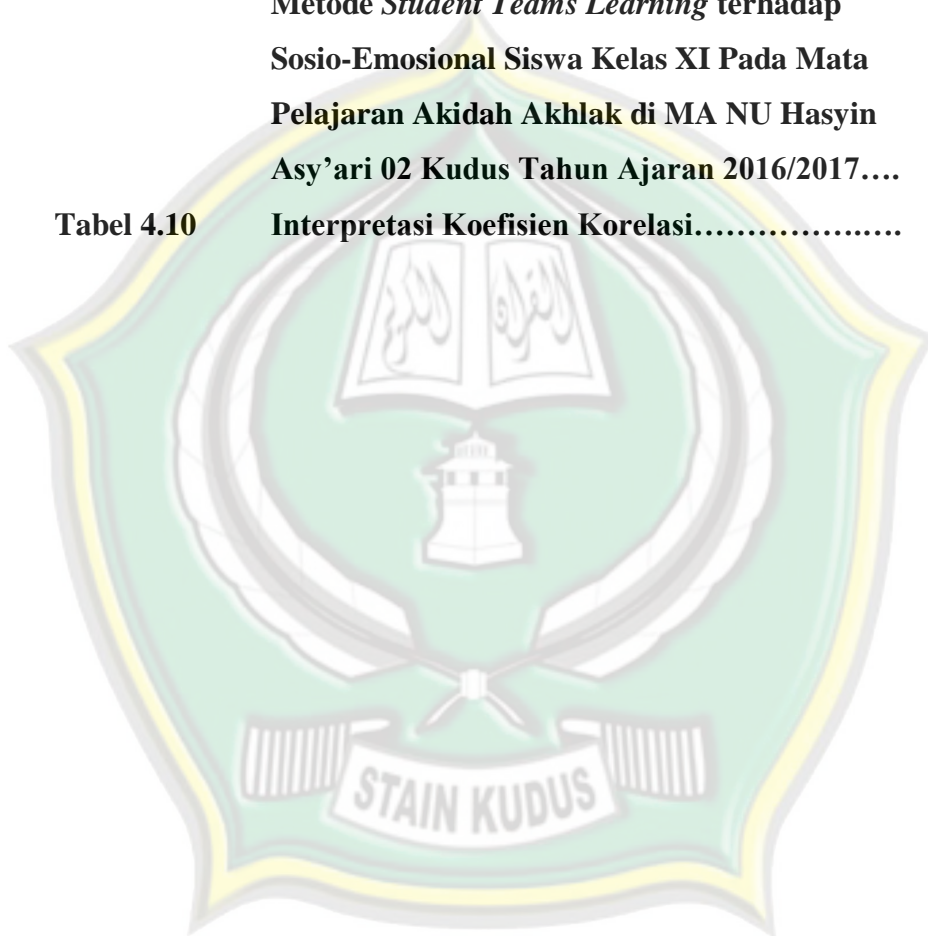 Metode Student Teams Learning terhadap
Sosio-Emosional Siswa Kelas XI Pada Mata
Pelajaran Akidah Akhlak di MA NU Hasyin
Asy’ari 02 Kudus Tahun Ajaran 2016/2017….
Tabel 4.10 Interpretasi Koefisien Korelasi…………….….
STAIN KUDUS